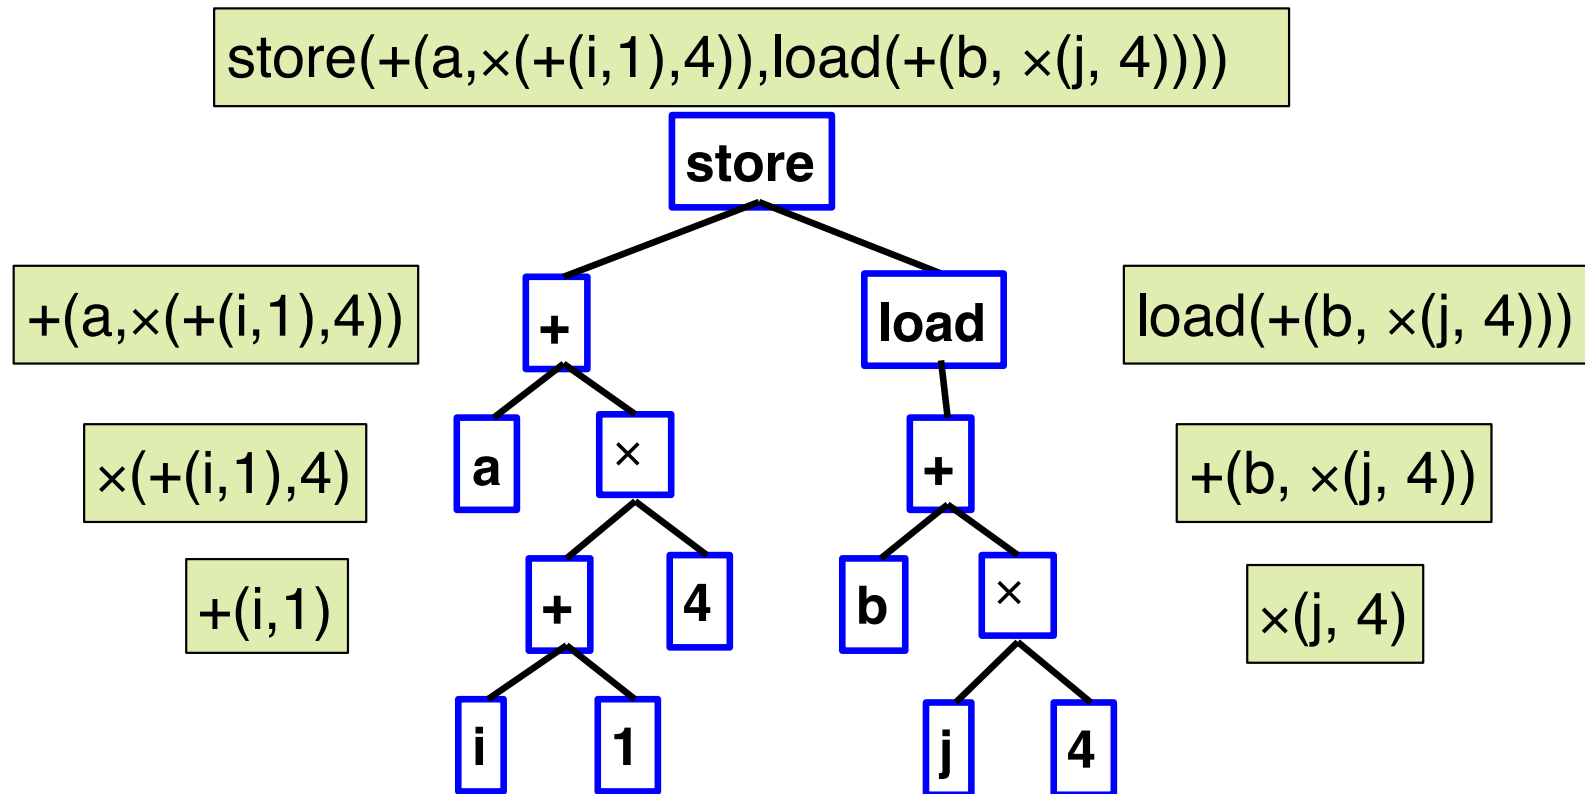 store(+(a,×(+(i,1),4)),load(+(b, ×(j, 4))))
store
+(a,×(+(i,1),4))
+
load
load(+(b, ×(j, 4)))
×(+(i,1),4)
a
×
+
+(b, ×(j, 4))
+(i,1)
+
4
b
×
×(j, 4)
i
1
j
4